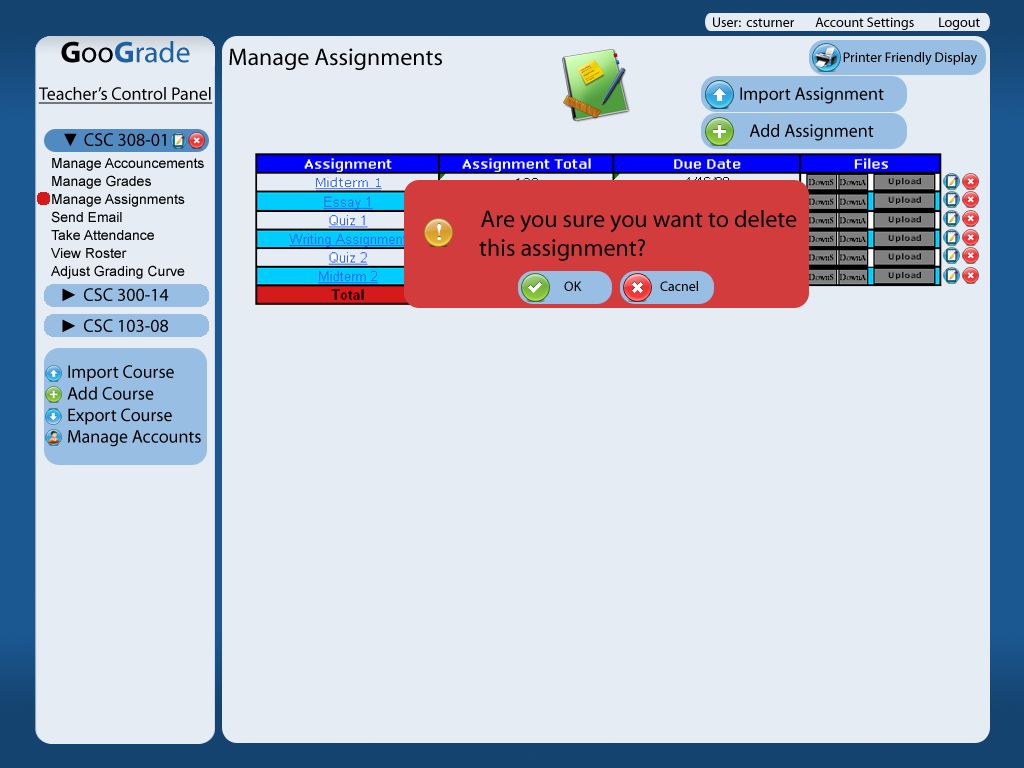 User: csturner Account Settings Logout
GooGrade
Teacher's Control Panel
▼ CSC 308-01
Manage Accouncements
Manage Grades
Manage Assignments
Send Email
Take Attendance
View Roster
Adjust Grading Curve
► CSC 300-14
► CSC 103-08
Import Course
Add Course
Export Course
Manage Accounts
Manage Assignments
Printer Friendly Display
Import Assignment
Add Assignment
Assignment Assignment Total Due Date Files
Midterm 1 DownS DownA Upload
Essay 1 DownS DownA Upload
Quiz 1 DownS DownA Upload
Writing Assignment DownS DownA Upload
Quiz 2 DownS DownA Upload
Midterm 2 DownS DownA Upload
Total
Are you sure you want to delete
this assignment?
OK Cacnel